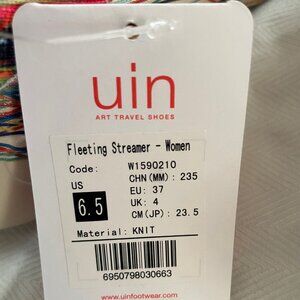 uin
ART TRAVEL SHOES
Fleeting Streamer - Women
Code: W1590210
US CHN(MM): 235
6.5 EU: 37
UK: 4
CM(JP): 23.5
Material: KNIT
6950798030663
www.uinfootwear.com